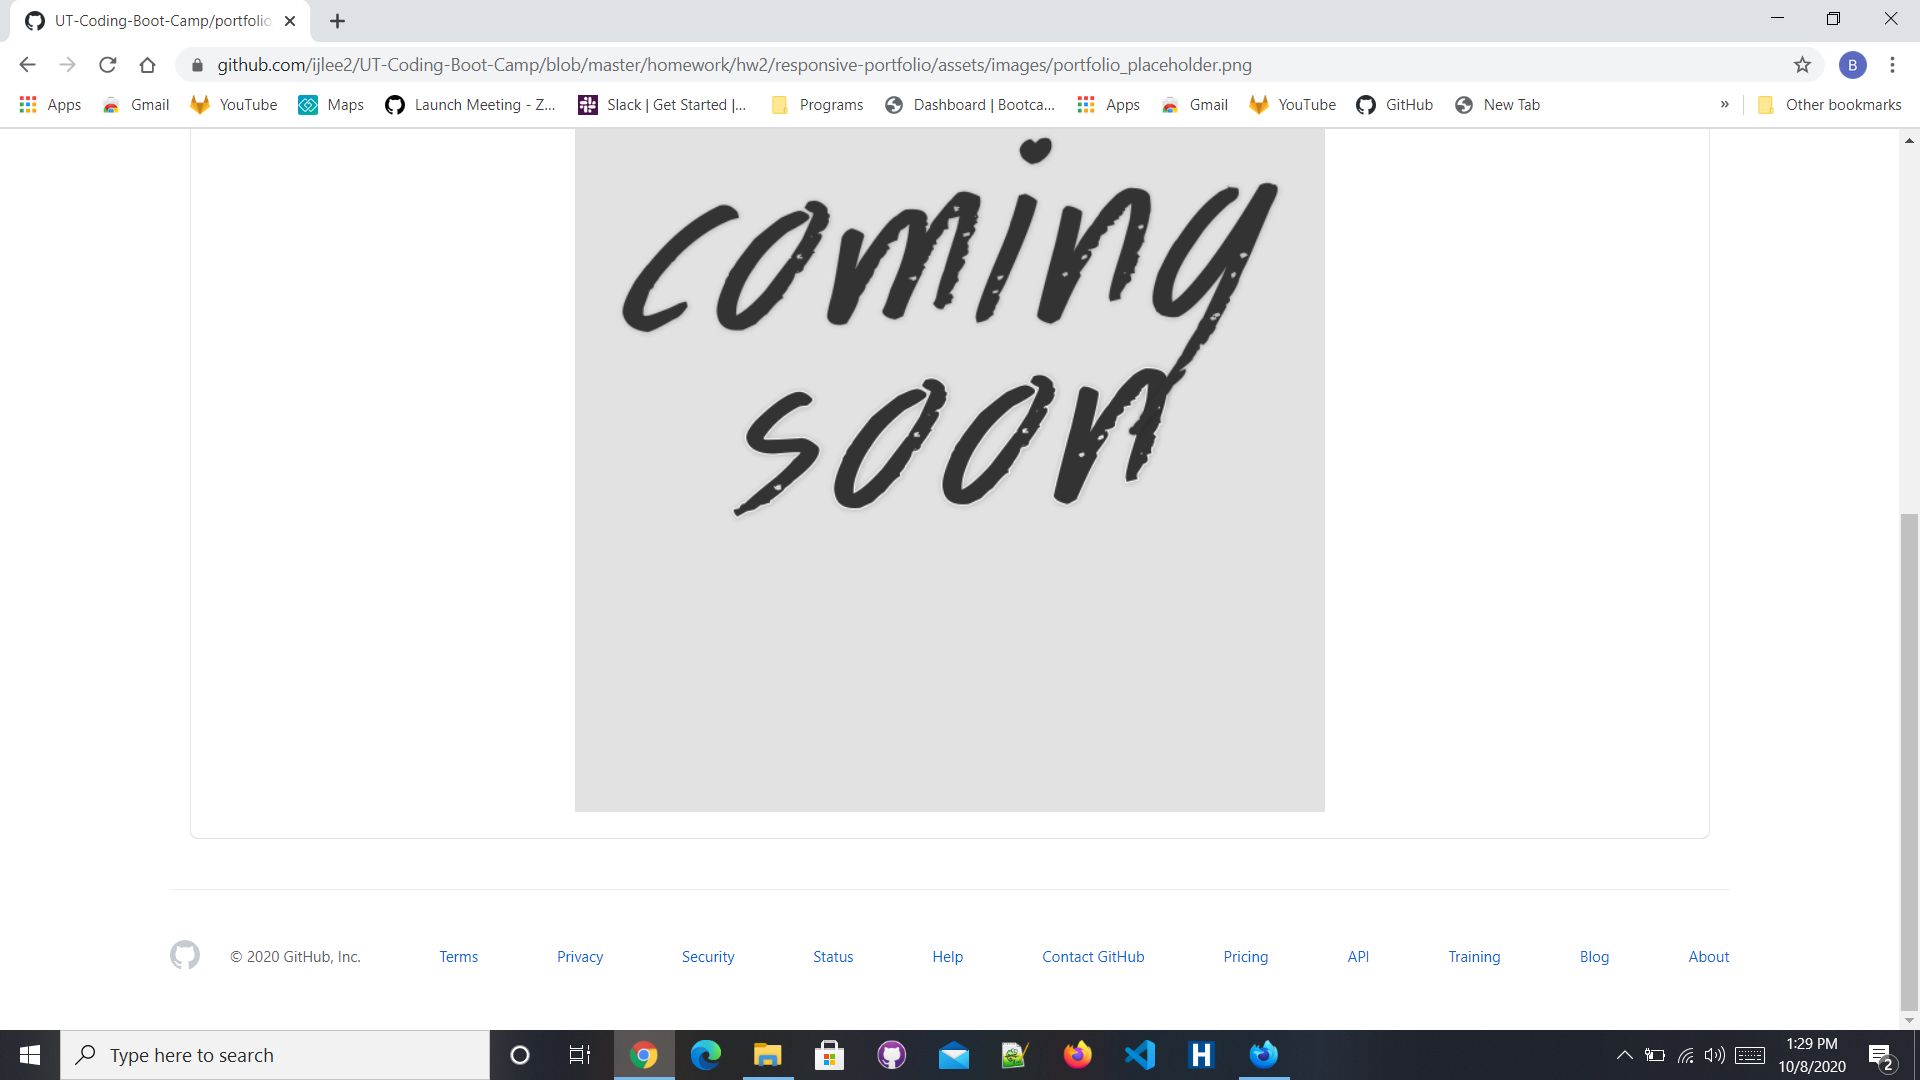 UT-Coding-Boot-Camp/portfolio
github.com/ijlee2/UT-Coding-Boot-Camp/blob/master/homework/hw2/responsive-portfolio/assets/images/portfolio_placeholder.png
B
Apps Gmail YouTube Maps Launch Meeting - Z... Slack | Get Started |... Programs Dashboard | Bootca... Apps Gmail YouTube GitHub New Tab » Other bookmarks
coming
soon
© 2020 GitHub, Inc. Terms Privacy Security Status Help Contact GitHub Pricing API Training Blog About
Type here to search
H
1:29 PM
10/8/2020
2